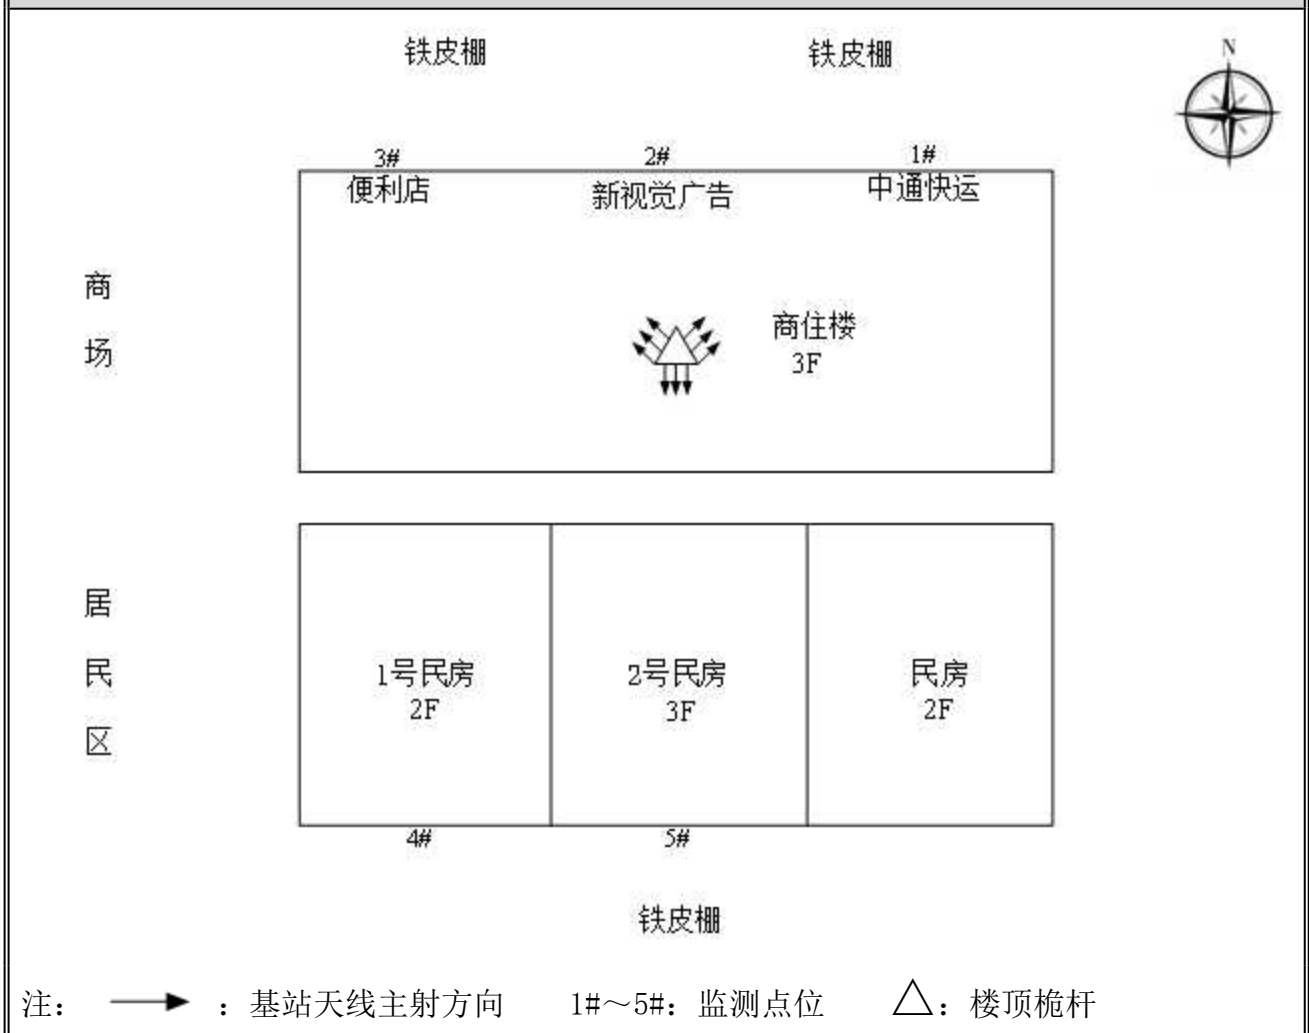 铁皮棚 铁皮棚
N
3# 2# 1#
便利店 新视觉广告 中通快运
商场
商住楼
3F
居民区
1号民房 2号民房 民房
2F 3F 2F
4# 5#
铁皮棚
注： ：基站天线主射方向 1#～5#：监测点位 ：楼顶桅杆